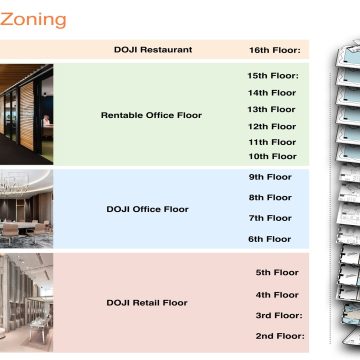 Zoning
DOJI Restaurant 16th Floor:
15th Floor:
14th Floor
13th Floor
Rentable Office Floor
12th Floor
11th Floor
10th Floor
9th Floor
8th Floor
DOJI Office Floor
7th Floor
6th Floor
5th Floor
4th Floor
DOJI Retail Floor
3rd Floor:
2nd Floor: